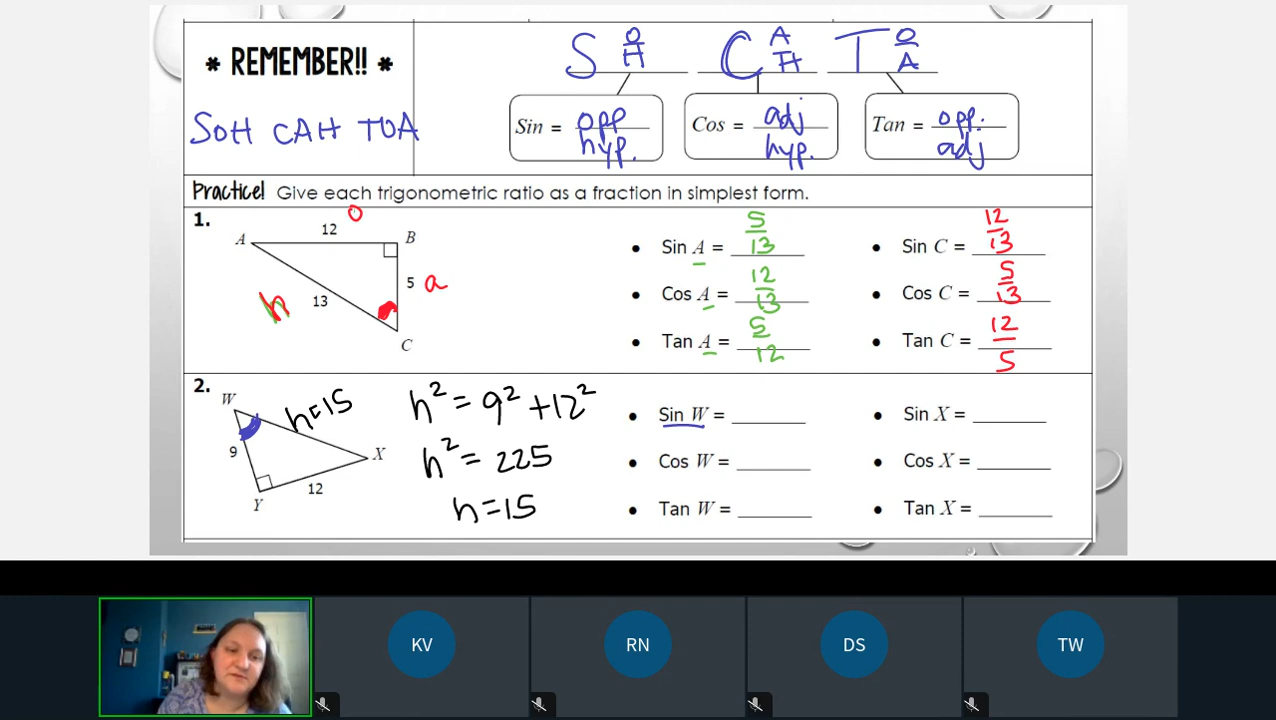 * REMEMBER!! *
SOH CAH TOA
S O/H C A/H T O/A
Sin = opp/hyp. Cos = adj/hyp. Tan = opp./adj
Practice! Give each trigonometric ratio as a fraction in simplest form.
1.
A 12 o B
5 a
h 13
C
• Sin A = 5/13
• Cos A = 12/13
• Tan A = 5/12
• Sin C = 12/13
• Cos C = 5/13
• Tan C = 12/5
2.
W h=15
9 X
12
Y
h² = 9² + 12²
h² = 225
h = 15
• Sin W =
• Cos W =
• Tan W =
• Sin X =
• Cos X =
• Tan X =
KV RN DS TW